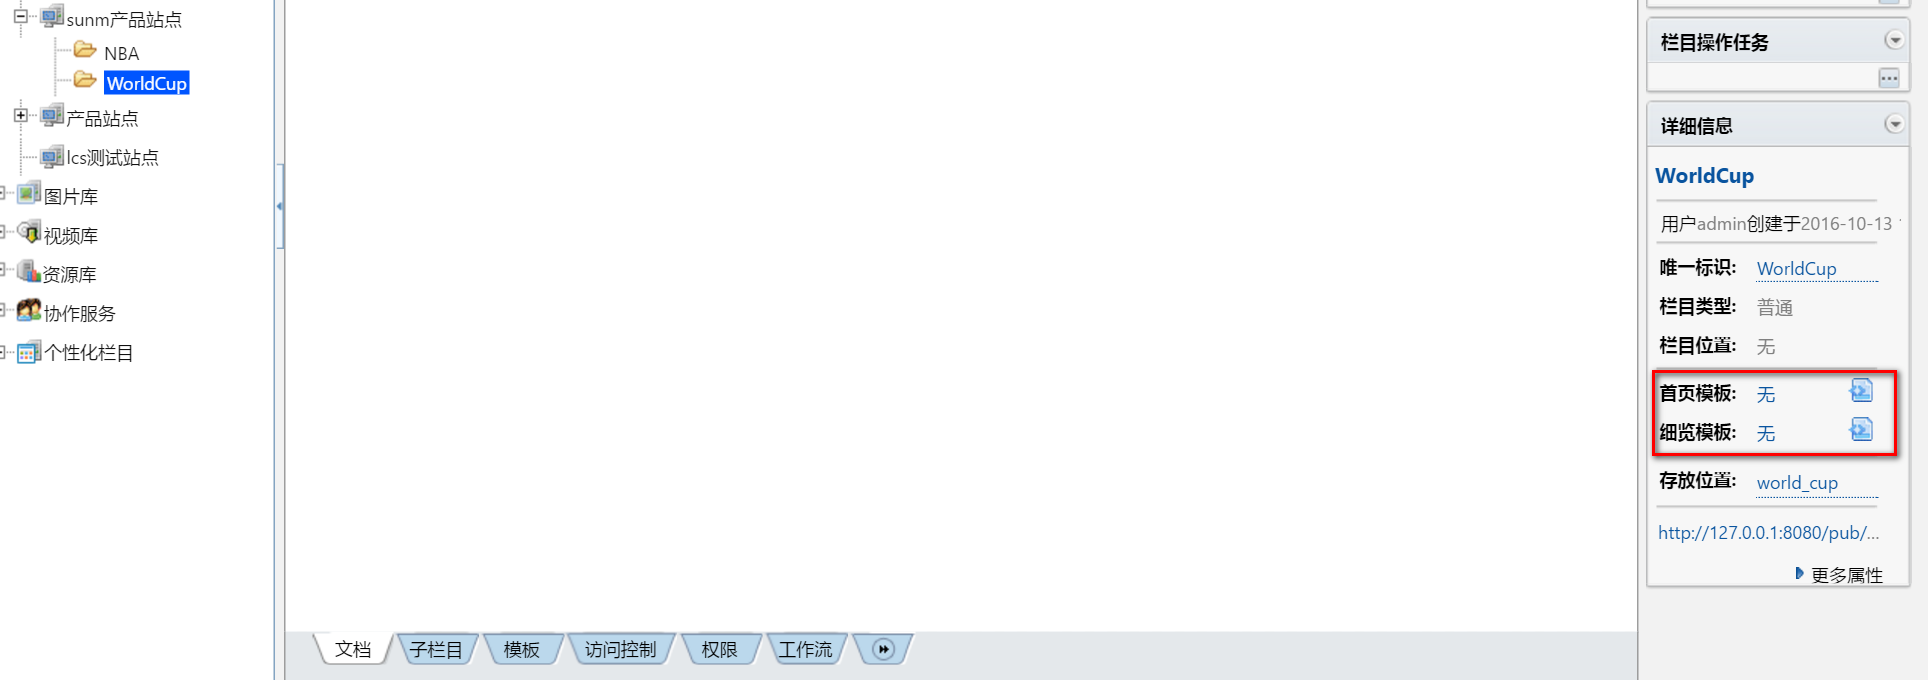 sunm产品站点
NBA
WorldCup
产品站点
lcs测试站点
图片库
视频库
资源库
协作服务
个性化栏目
文档
子栏目
模板
访问控制
权限
工作流
栏目操作任务
详细信息
WorldCup
用户admin创建于2016-10-13
唯一标识: WorldCup
栏目类型: 普通
栏目位置: 无
首页模板: 无
细览模板: 无
存放位置: world_cup
http://127.0.0.1:8080/pub/...
更多属性